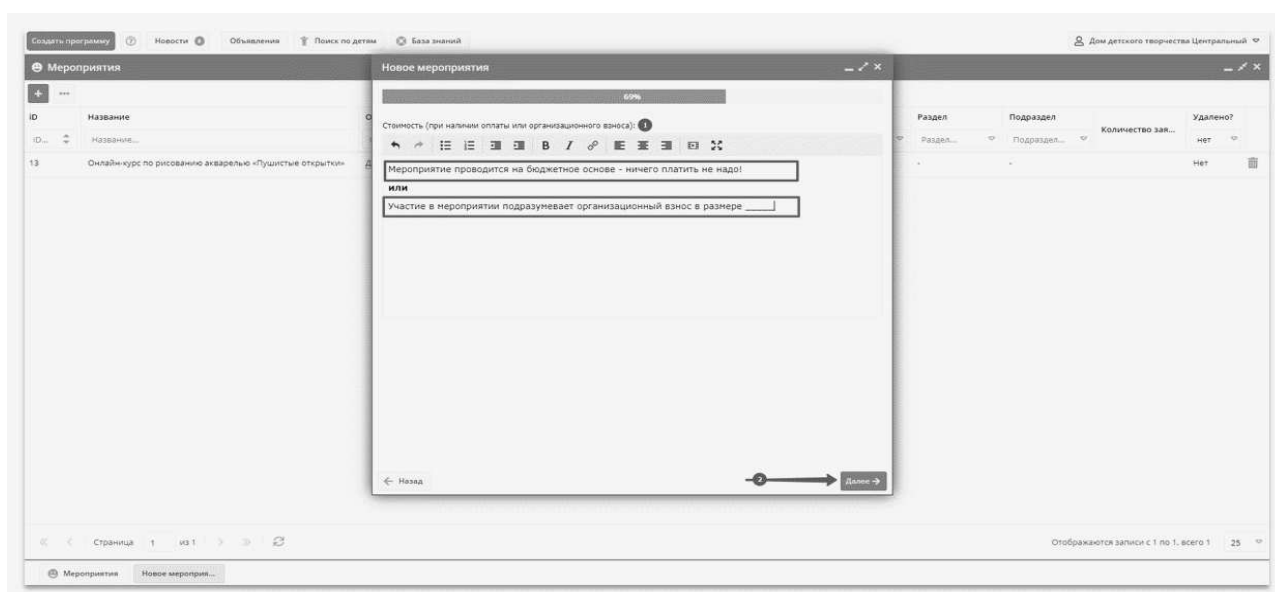 Создать программу Новости Объявления Поиск по детям База знаний Дом детского творчества Центральный
Мероприятия
Новое мероприятия
69%
ID Название Раздел Подраздел Количество зая... Удалено?
ID... Название... Раздел... Подраздел... нет
13 Онлайн-курс по рисованию акварелью «Пушистые открытки» - - Нет
Стоимость (при наличии оплаты или организационного взноса): 1
Мероприятие проводится на бюджетное основе - ничего платить не надо!
или
Участие в мероприятии подразумевает организационный взнос в размере _____
← Назад 2 Далее →
Страница 1 из 1 Отображаются записи с 1 по 1, всего 1 25
Мероприятия Новое мероприя...